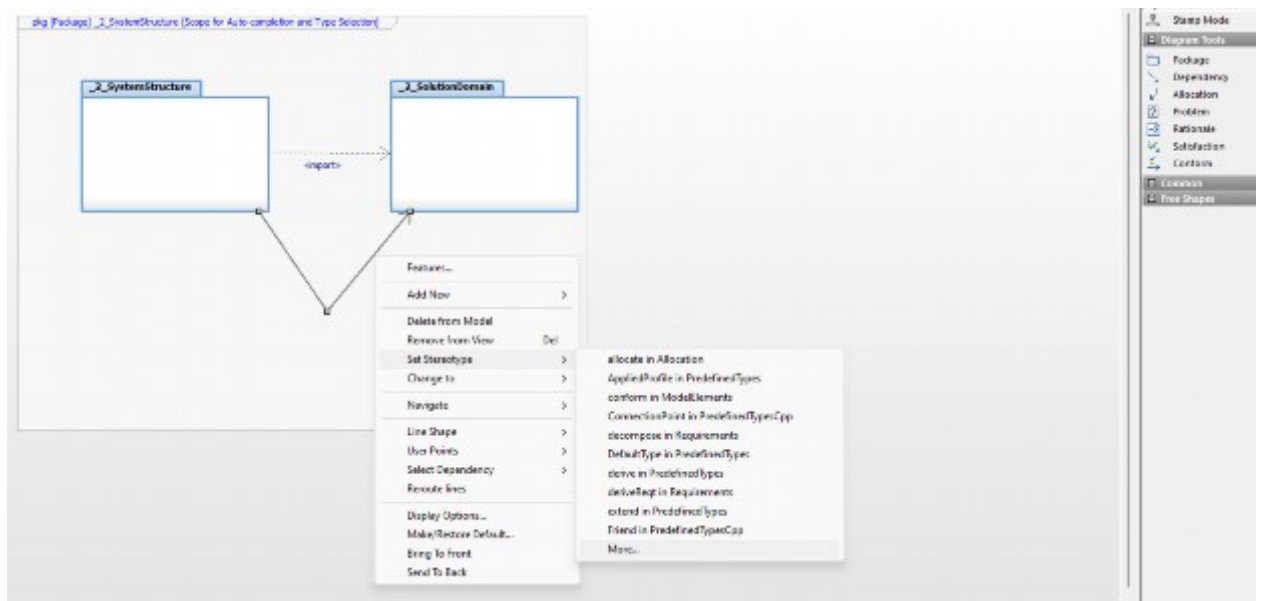 pkg [Package] _2_SystemStructure [Scope for Auto-completion and Type Selection]
_2_SystemStructure
_2_SolutionDomain
«import»
Features...
Add New >
Delete from Model
Remove from View Del
Set Stereotype >
Change to >
Navigate >
Line Shape >
User Points >
Select Dependency >
Reroute lines
Display Options...
Make/Restore Default...
Bring To Front
Send To Back
allocate in Allocation
AppliedProfile in PredefinedTypes
conform in ModelElements
ConnectionPoint in PredefinedTypesCpp
decompose in Requirements
DefaultType in PredefinedTypes
derive in PredefinedTypes
deriveReqt in Requirements
extend in PredefinedTypes
Friend in PredefinedTypesCpp
More...
Stamp Mode
Diagram Tools
Package
Dependency
Allocation
Problem
Rationale
Satisfaction
Conform
Common
Free Shapes